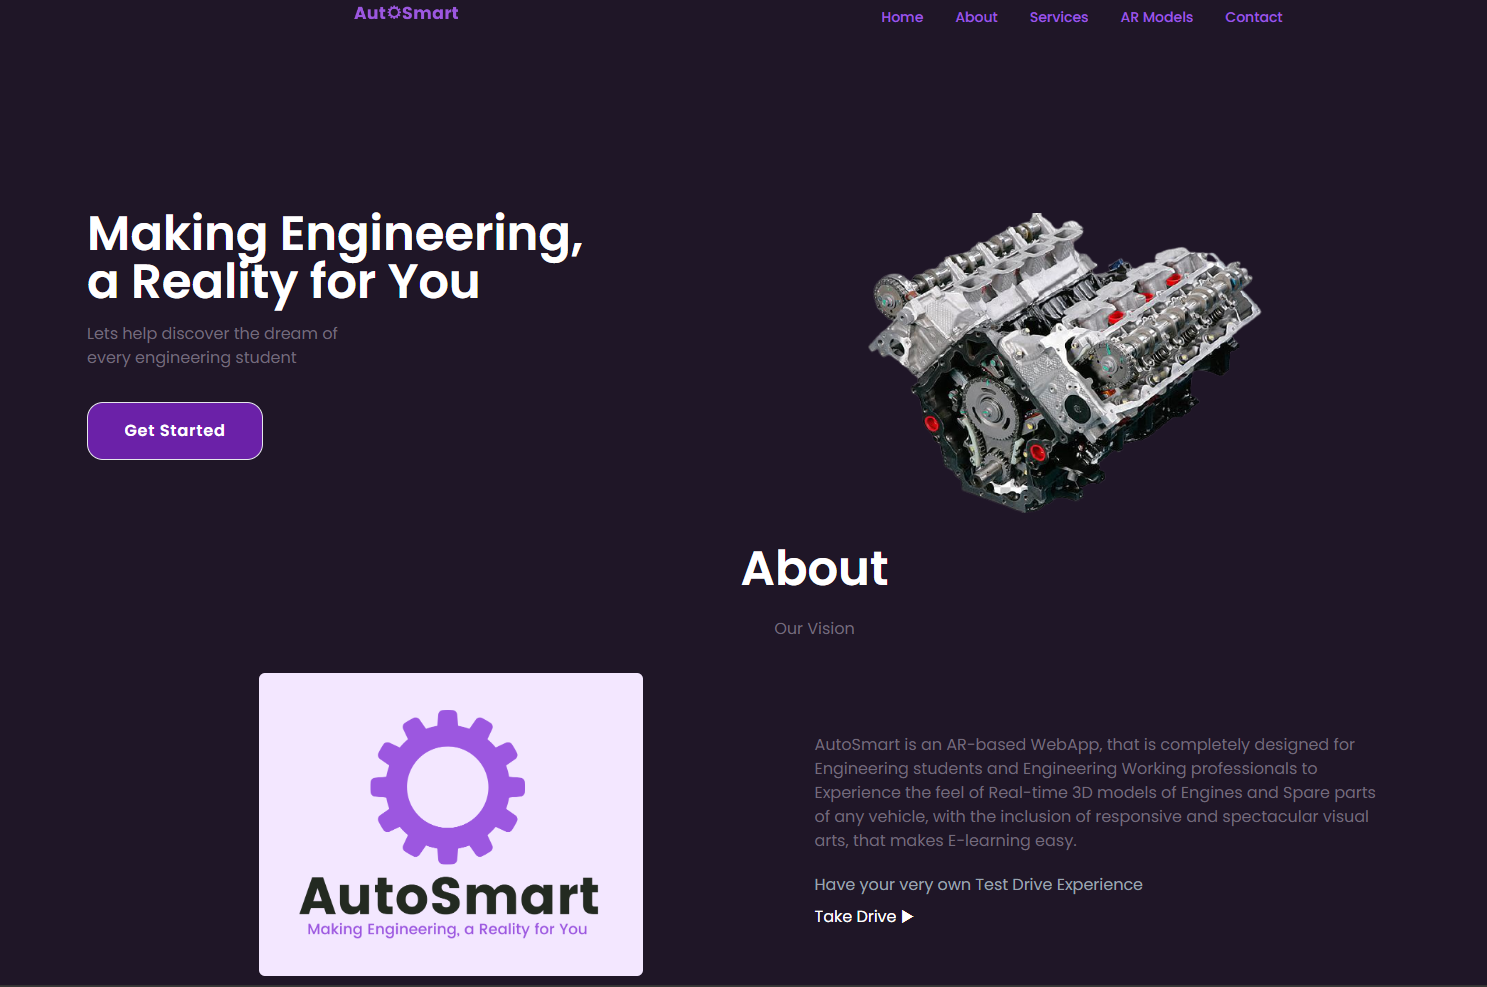 AutoSmart
Home About Services AR Models Contact
Making Engineering,
a Reality for You
Lets help discover the dream of
every engineering student
Get Started
About
Our Vision
AutoSmart
Making Engineering, a Reality for You
AutoSmart is an AR-based WebApp, that is completely designed for
Engineering students and Engineering Working professionals to
Experience the feel of Real-time 3D models of Engines and Spare parts
of any vehicle, with the inclusion of responsive and spectacular visual
arts, that makes E-learning easy.
Have your very own Test Drive Experience
Take Drive ▶